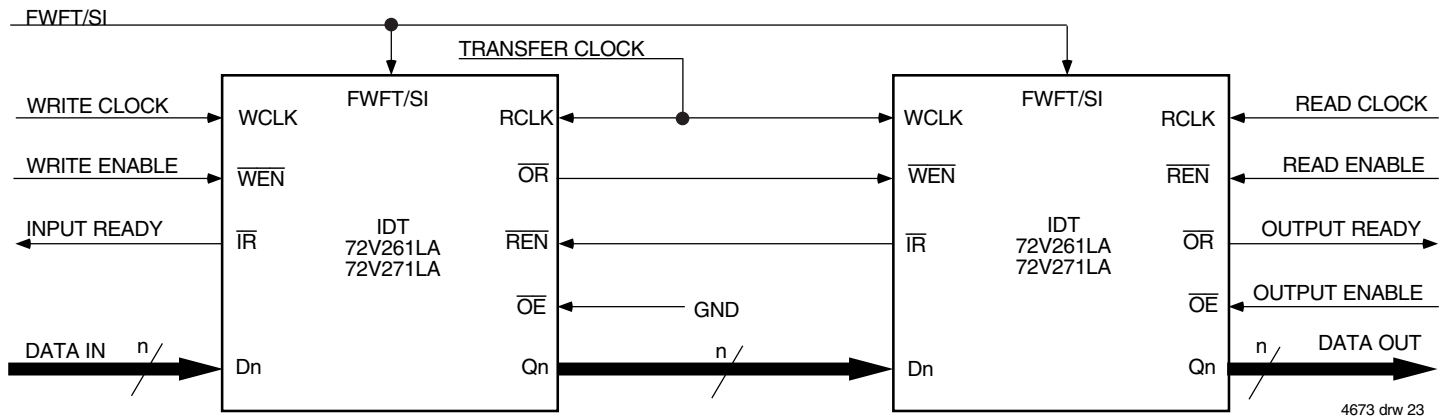 FWFT/SI
TRANSFER CLOCK
FWFT/SI
FWFT/SI
WRITE CLOCK
WCLK
RCLK
WCLK
RCLK
READ CLOCK
WRITE ENABLE
WEN
OR
WEN
REN
READ ENABLE
INPUT READY
IR
IDT
72V261LA
72V271LA
REN
IR
IDT
72V261LA
72V271LA
OR
OUTPUT READY
OE
GND
OE
OUTPUT ENABLE
DATA IN
n
Dn
Qn
n
Dn
Qn
n
DATA OUT
4673 drw 23